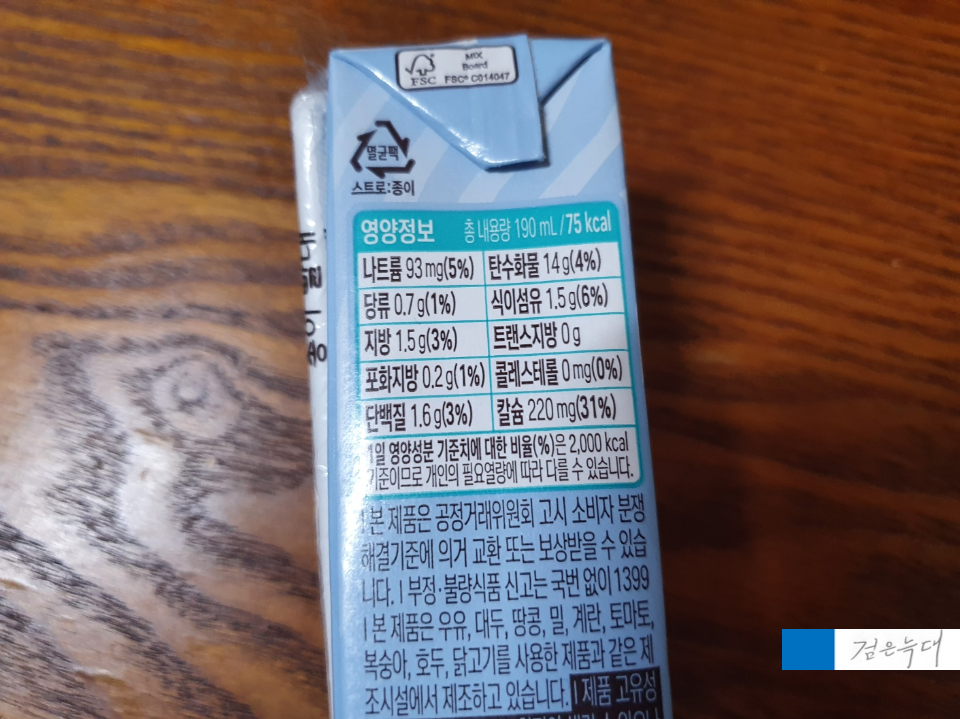 MIX
Board
FSC FSC® C014047
멸균팩
스트로:종이
영양정보 총 내용량 190 mL / 75 kcal
나트륨 93 mg(5%) 탄수화물 14 g(4%)
당류 0.7 g(1%) 식이섬유 1.5 g(6%)
지방 1.5 g(3%) 트랜스지방 0 g
포화지방 0.2 g(1%) 콜레스테롤 0 mg(0%)
단백질 1.6 g(3%) 칼슘 220 mg(31%)
1일 영양성분 기준치에 대한 비율(%)은 2,000 kcal
기준이므로 개인의 필요열량에 따라 다를 수 있습니다.
| 본 제품은 공정거래위원회 고시 소비자 분쟁
해결기준에 의거 교환 또는 보상받을 수 있습
니다. | 부정·불량식품 신고는 국번 없이 1399
| 본 제품은 우유, 대두, 땅콩, 밀, 계란, 토마토,
복숭아, 호두, 닭고기를 사용한 제품과 같은 제
조시설에서 제조하고 있습니다. | 제품 고유성
검은늑대